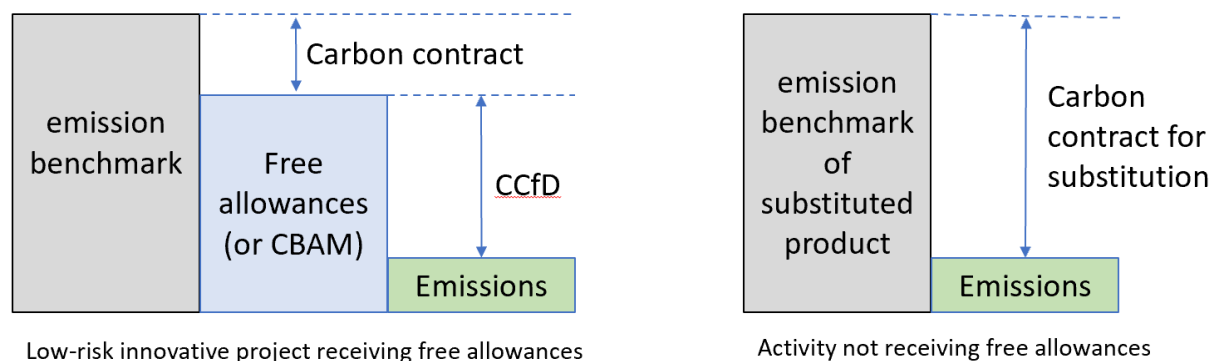 Carbon contract
emission
benchmark
Free
allowances
(or CBAM)
CCfD
Emissions
Low-risk innovative project receiving free allowances
emission
benchmark
of
substituted
product
Carbon
contract for
substitution
Emissions
Activity not receiving free allowances